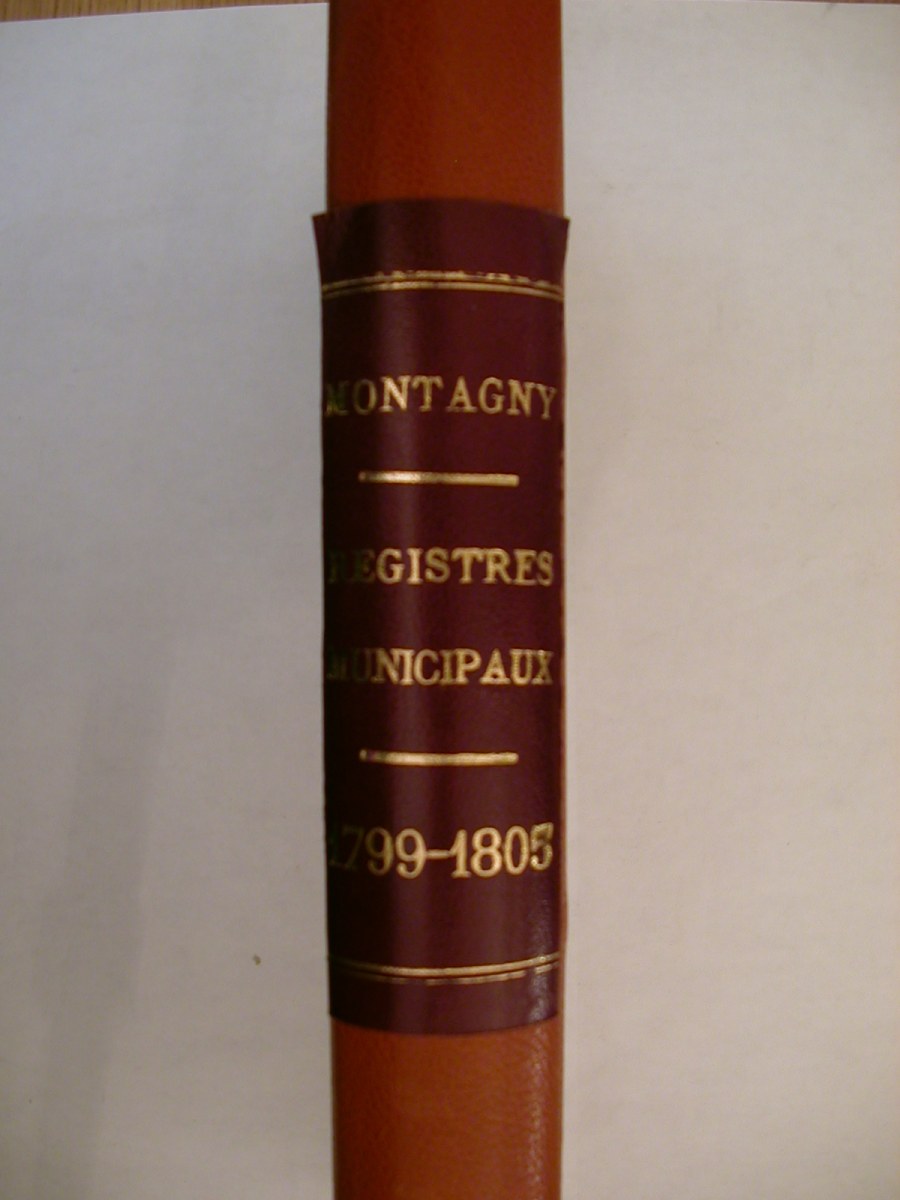 MONTAGNY
REGISTRES
MUNICIPAUX
1799-1805